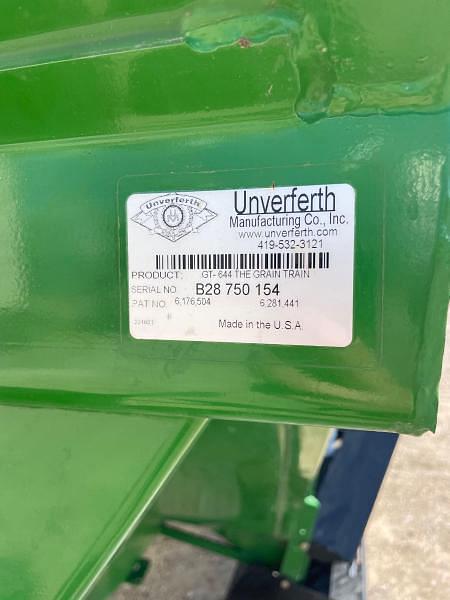 Unverferth
Unverferth
Manufacturing Co., Inc.
www.unverferth.com
419-532-3121
PRODUCT: GT- 644 THE GRAIN TRAIN
SERIAL NO. B28 750 154
PAT NO. 6,176,504 6,281,441
Made in the U.S.A.